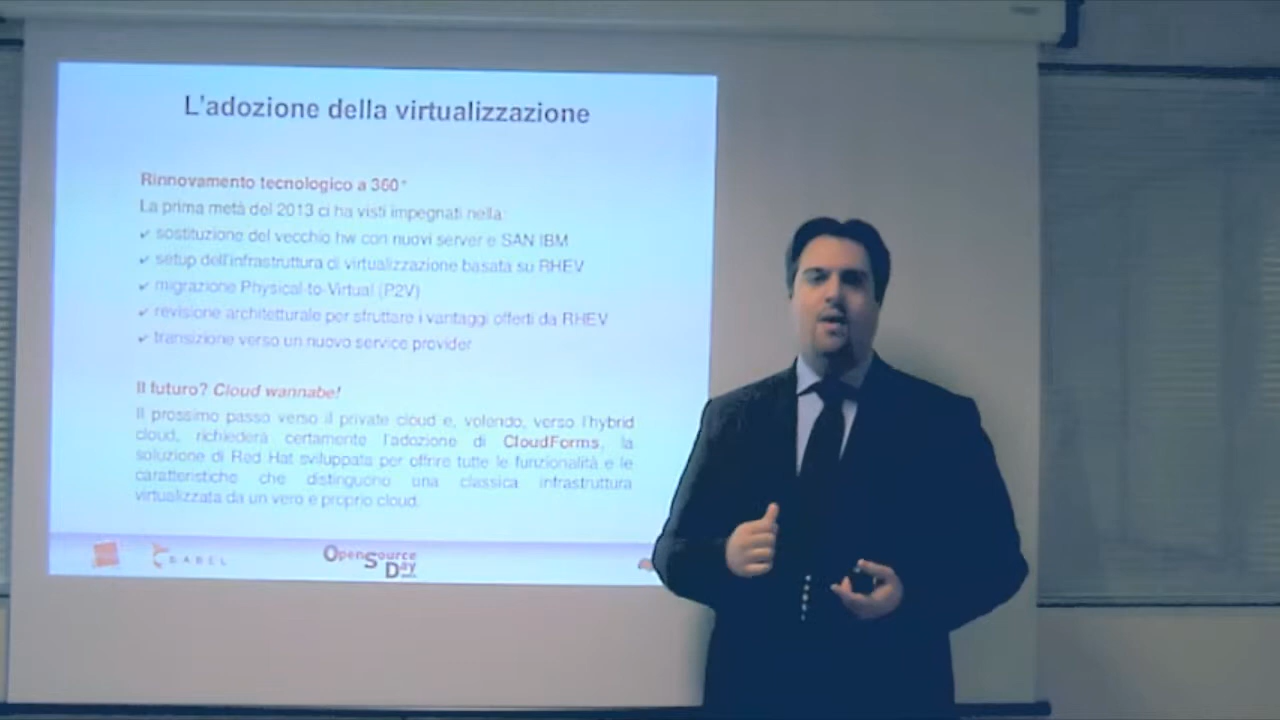 L'adozione della virtualizzazione
Rinnovamento tecnologico a 360°
La prima metà del 2013 ci ha visti impegnati nella:
✔ sostituzione del vecchio hw con nuovi server e SAN IBM
✔ setup dell'infrastruttura di virtualizzazione basata su RHEV
✔ migrazione Physical-to-Virtual (P2V)
✔ revisione architetturale per sfruttare i vantaggi offerti da RHEV
✔ transizione verso un nuovo service provider
Il futuro? Cloud wannabe!
Il prossimo passo verso il private cloud e, volendo, verso l'hybrid
cloud, richiederà certamente l'adozione di CloudForms, la
soluzione di Red Hat sviluppata per offrire tutte le funzionalità e le
caratteristiche che distinguono una classica infrastruttura
virtualizzata da un vero e proprio cloud.
BABEL
OpenSource
Day